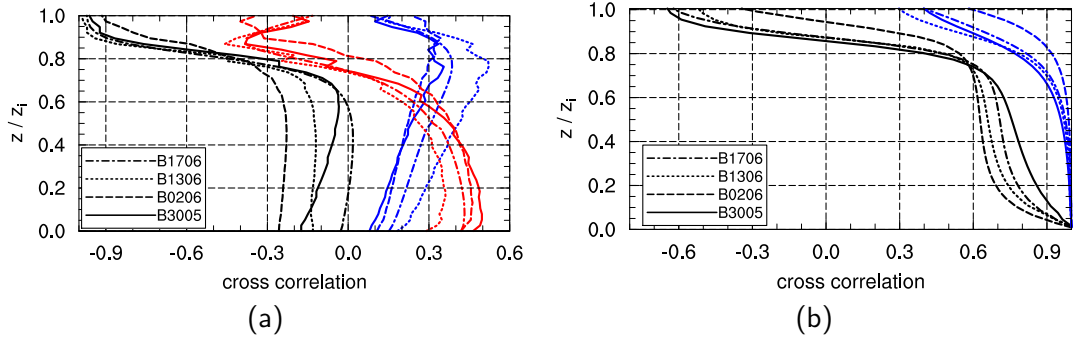 1.0
0.8
0.6
0.4
0.2
0.0
z / z_i
B1706
B1306
B0206
B3005
-0.9 -0.6 -0.3 0.0 0.3 0.6
cross correlation
(a)
1.0
0.8
0.6
0.4
0.2
0.0
z / z_i
B1706
B1306
B0206
B3005
-0.6 -0.3 0.0 0.3 0.6 0.9
cross correlation
(b)